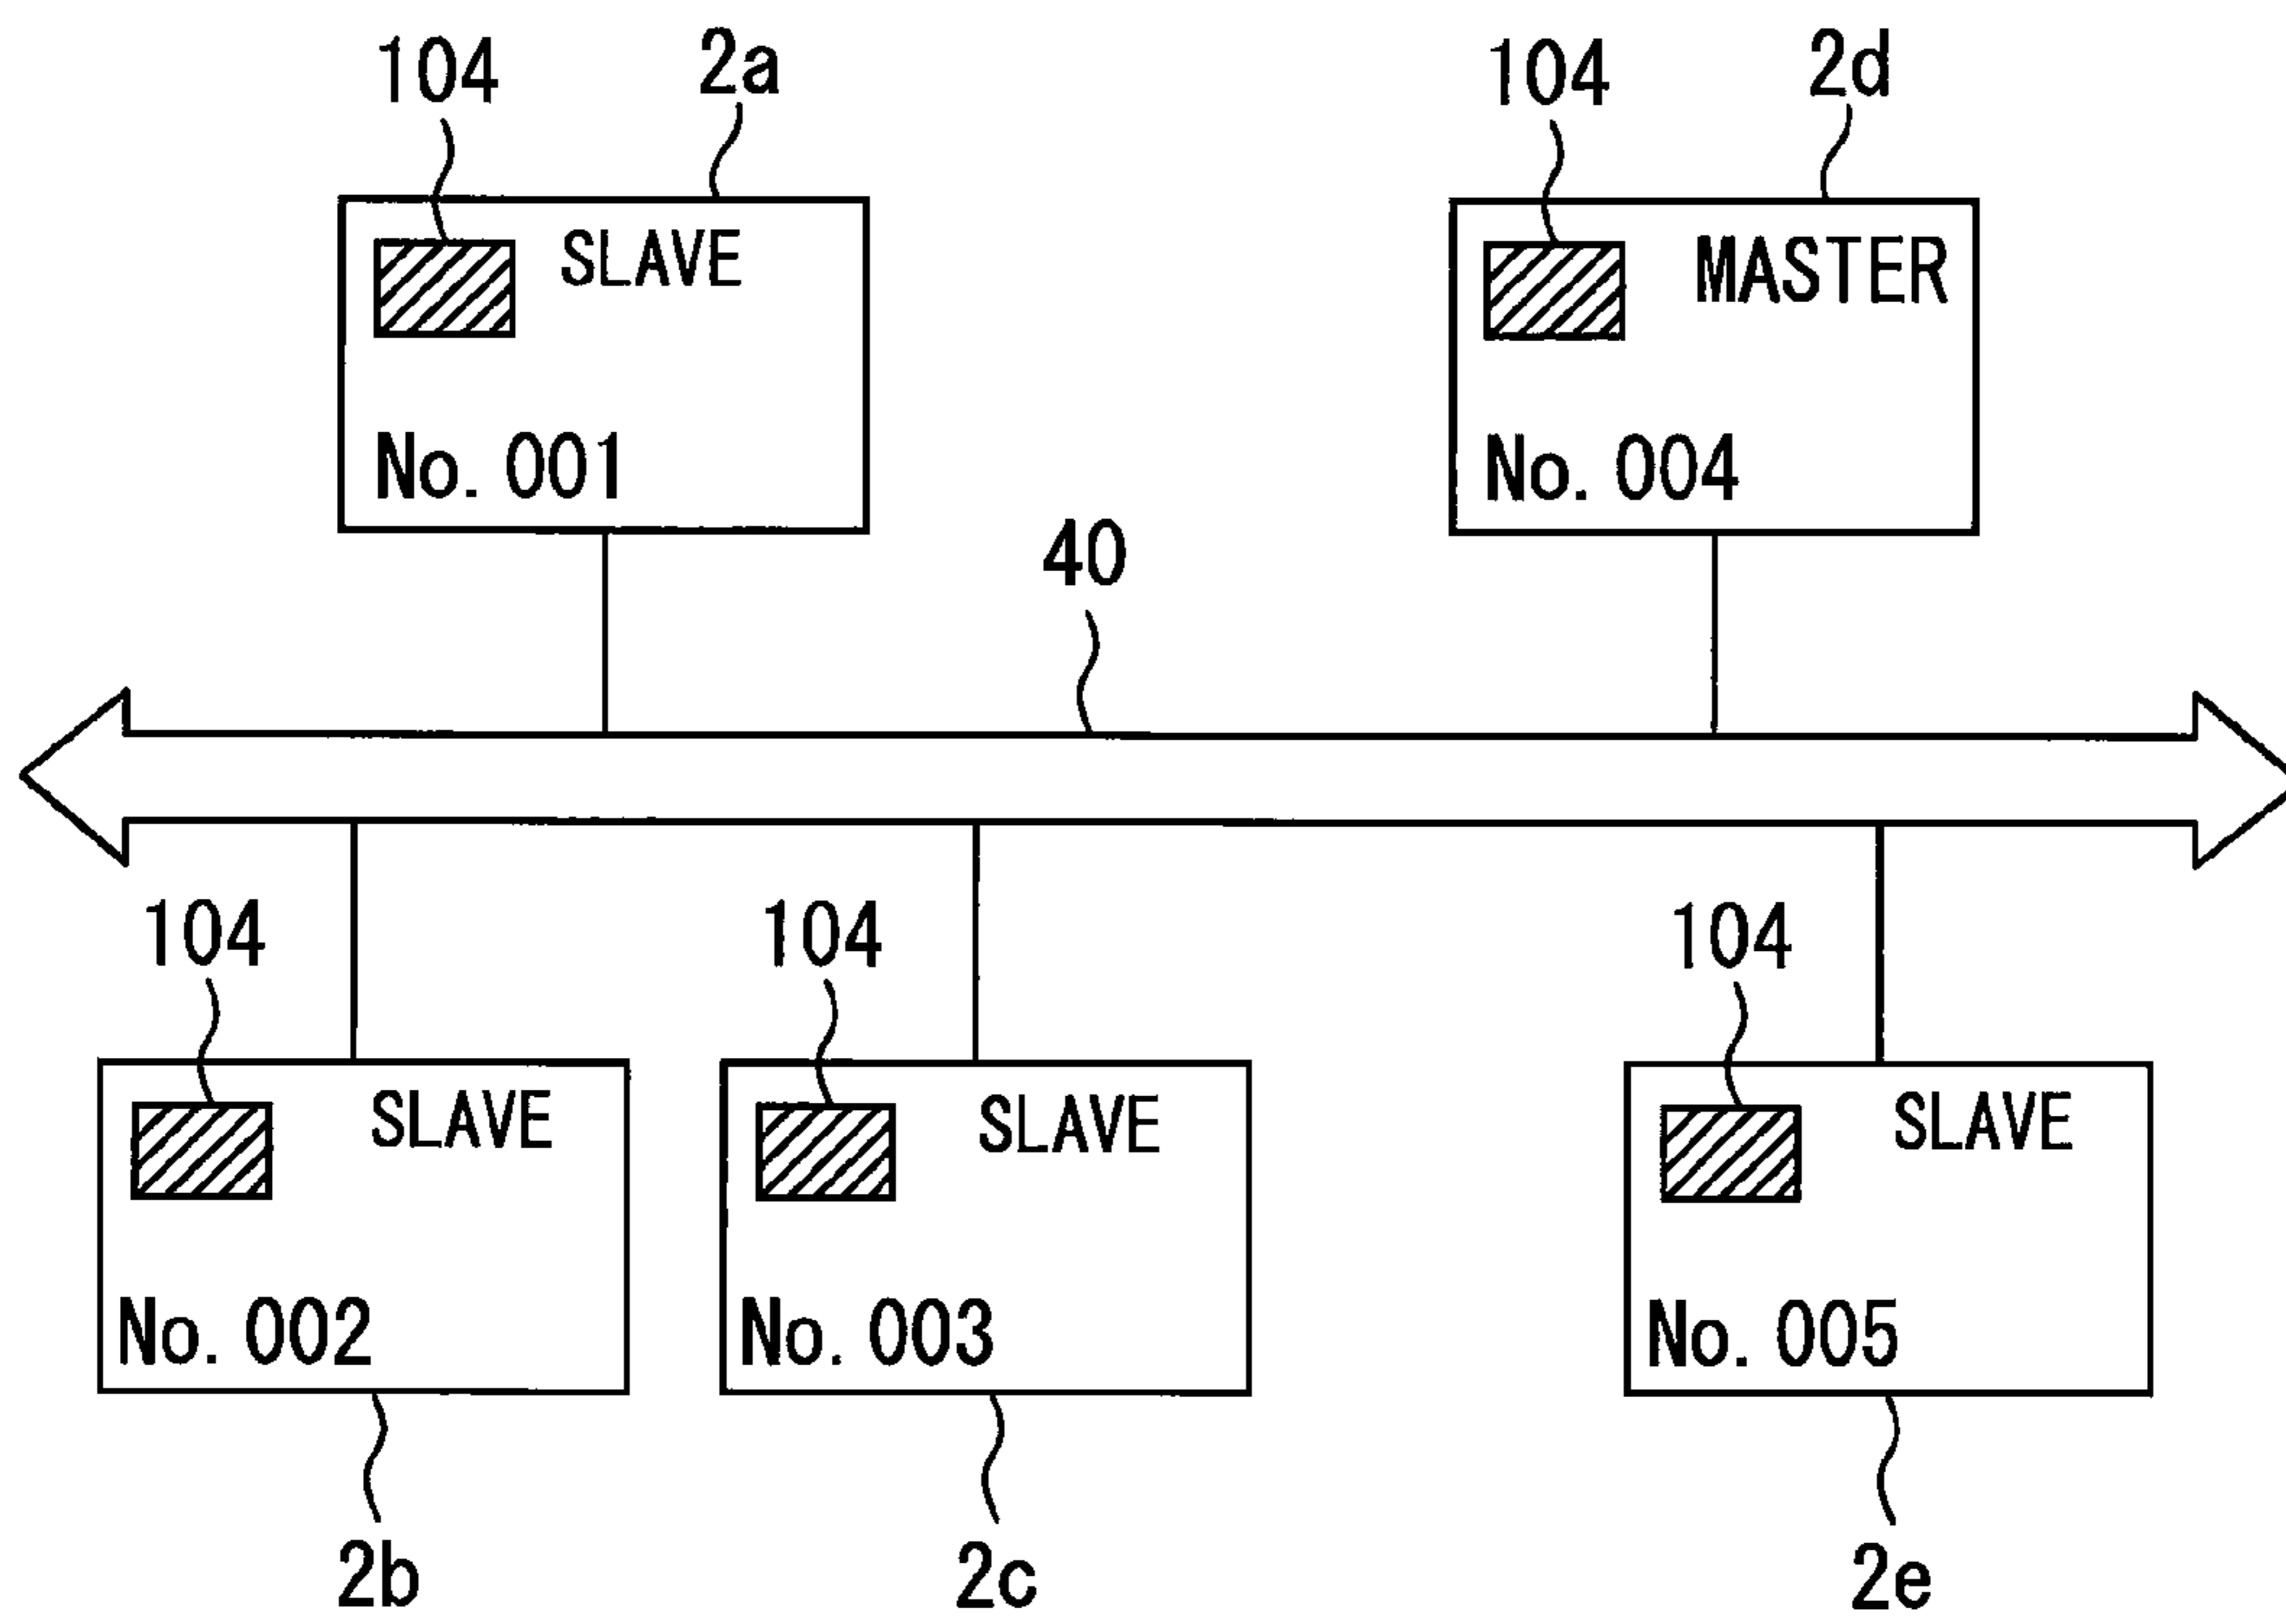 104 2a 104 2d
SLAVE MASTER
No. 001 No. 004
40
104 104 104
SLAVE SLAVE SLAVE
No. 002 No. 003 No. 005
2b 2c 2e